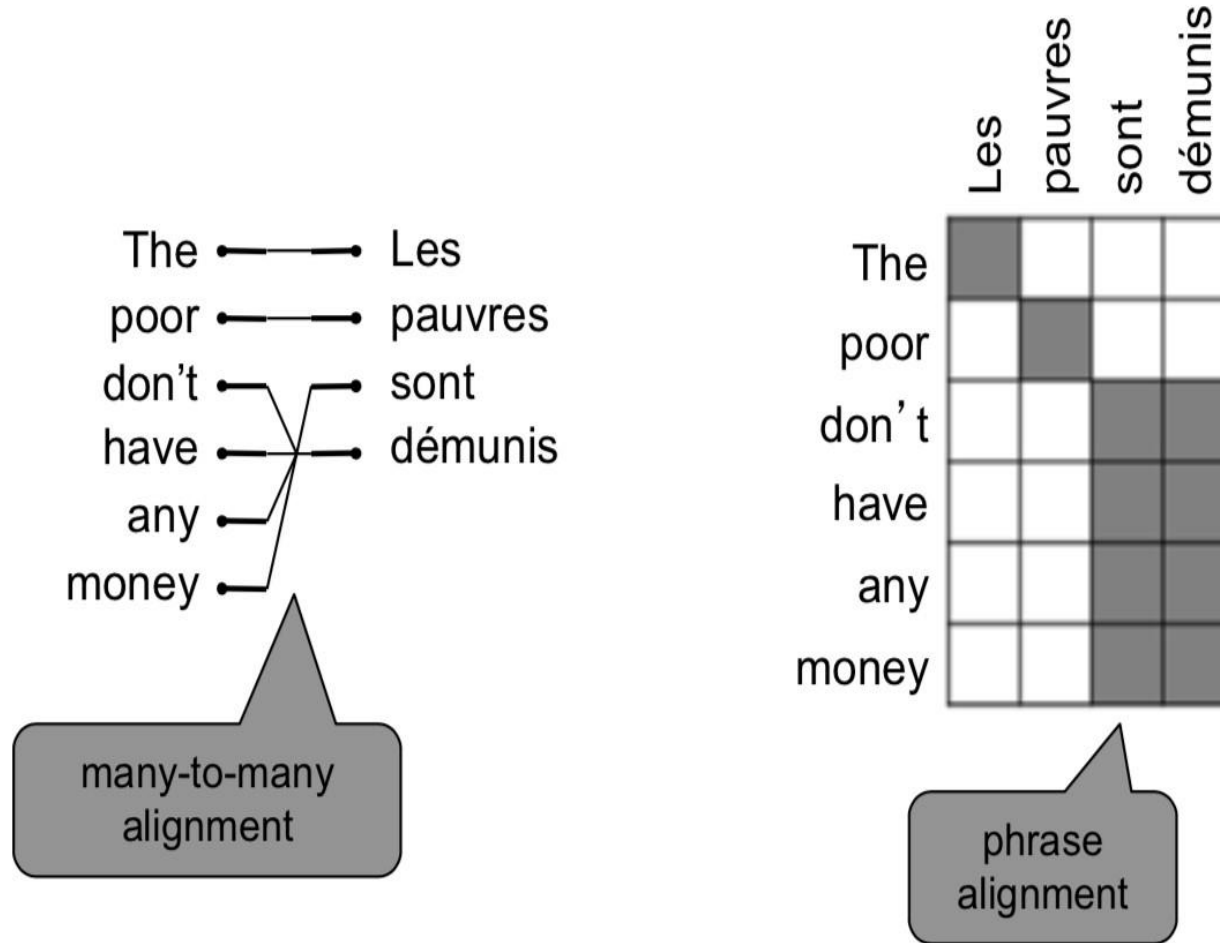 The Les
poor pauvres
don't sont
have démunis
any
money
many-to-many
alignment
Les pauvres sont démunis
The
poor
don't
have
any
money
phrase
alignment